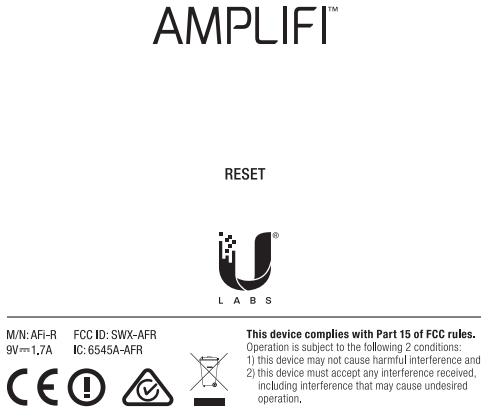 AMPLIFI™
RESET
U®
LABS
M/N: AFi-R FCC ID: SWX-AFR
9V⎓1.7A IC: 6545A-AFR
CE
This device complies with Part 15 of FCC rules.
Operation is subject to the following 2 conditions:
1) this device may not cause harmful interference and
2) this device must accept any interference received,
including interference that may cause undesired
operation.